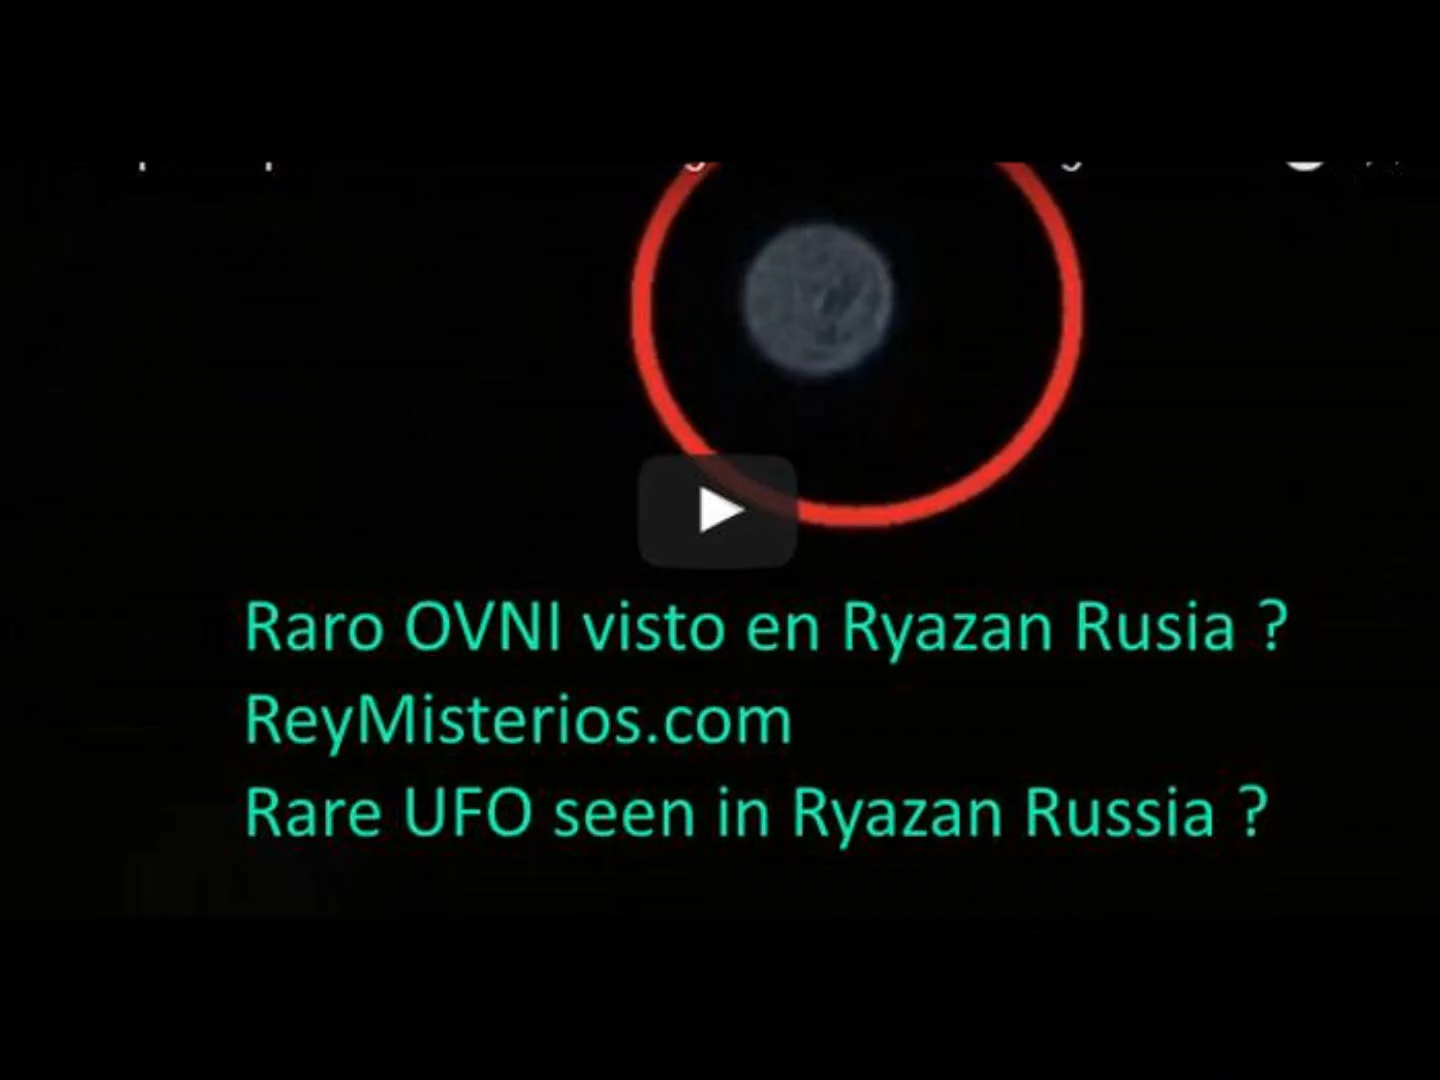 Raro OVNI visto en Ryazan Rusia ?
ReyMisterios.com
Rare UFO seen in Ryazan Russia ?